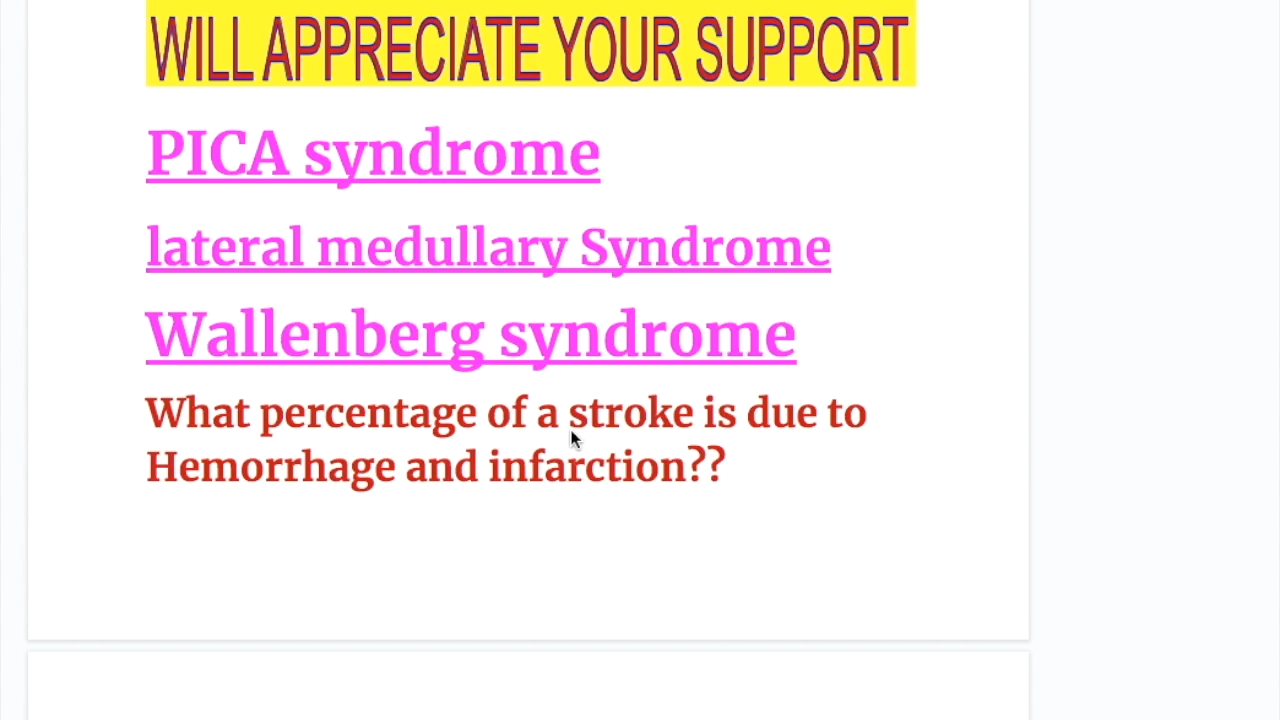 WILL APPRECIATE YOUR SUPPORT
PICA syndrome
lateral medullary Syndrome
Wallenberg syndrome
What percentage of a stroke is due to
Hemorrhage and infarction??